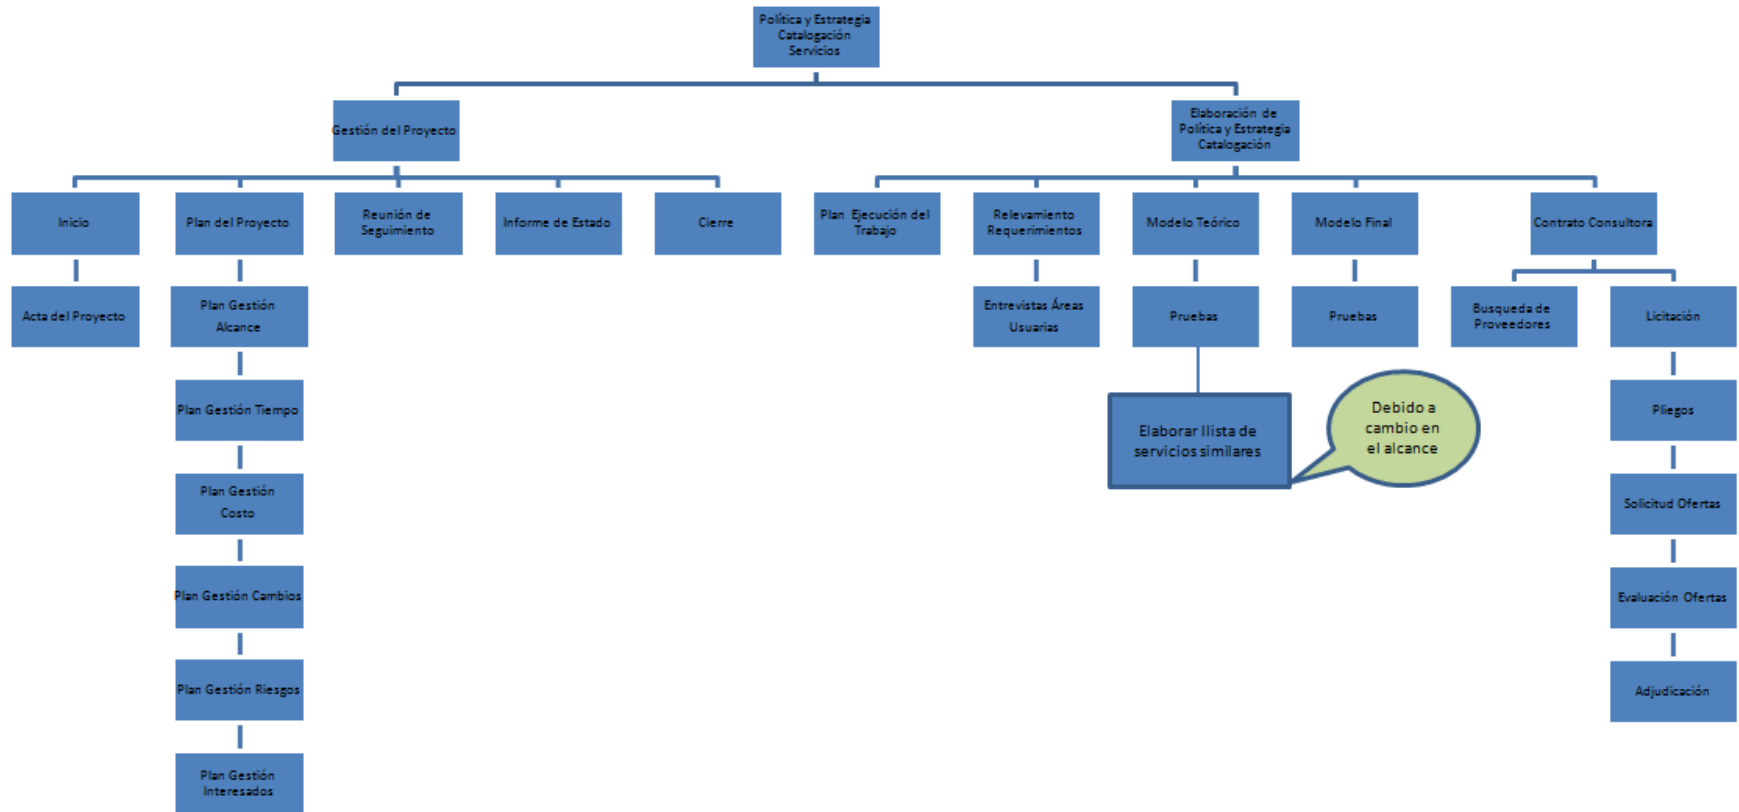 Política y Estrategia
Catalogación
Servicios
Gestión del Proyecto
Elaboración de
Política y Estrategia
Catalogación
Inicio
Plan del Proyecto
Reunión de
Seguimiento
Informe de Estado
Cierre
Plan Ejecución del
Trabajo
Relevamiento
Requerimientos
Modelo Teórico
Modelo Final
Contrato Consultora
Acta del Proyecto
Plan Gestión
Alcance
Entrevistas Áreas
Usuarias
Pruebas
Pruebas
Busqueda de
Proveedores
Licitación
Plan Gestión Tiempo
Elaborar llista de
servicios similares
Debido a
cambio en
el alcance
Pliegos
Plan Gestión
Costo
Solicitud Ofertas
Plan Gestión Cambios
Evaluación Ofertas
Plan Gestión Riesgos
Adjudicación
Plan Gestión
Interesados